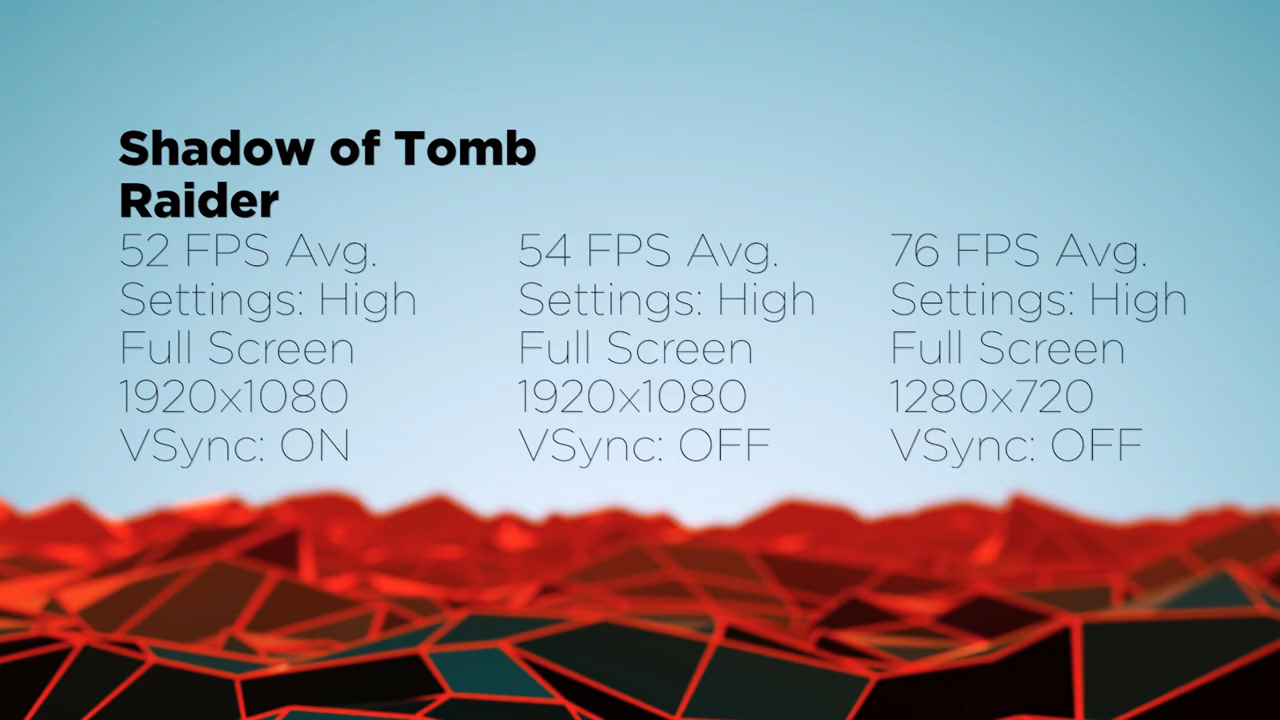 Shadow of Tomb
Raider
52 FPS Avg.
Settings: High
Full Screen
1920x1080
VSync: ON
54 FPS Avg.
Settings: High
Full Screen
1920x1080
VSync: OFF
76 FPS Avg.
Settings: High
Full Screen
1280x720
VSync: OFF